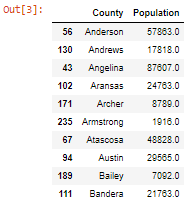 Out[3]:
County Population
56 Anderson 57863.0
130 Andrews 17818.0
43 Angelina 87607.0
102 Aransas 24763.0
171 Archer 8789.0
235 Armstrong 1916.0
67 Atascosa 48828.0
94 Austin 29565.0
189 Bailey 7092.0
111 Bandera 21763.0